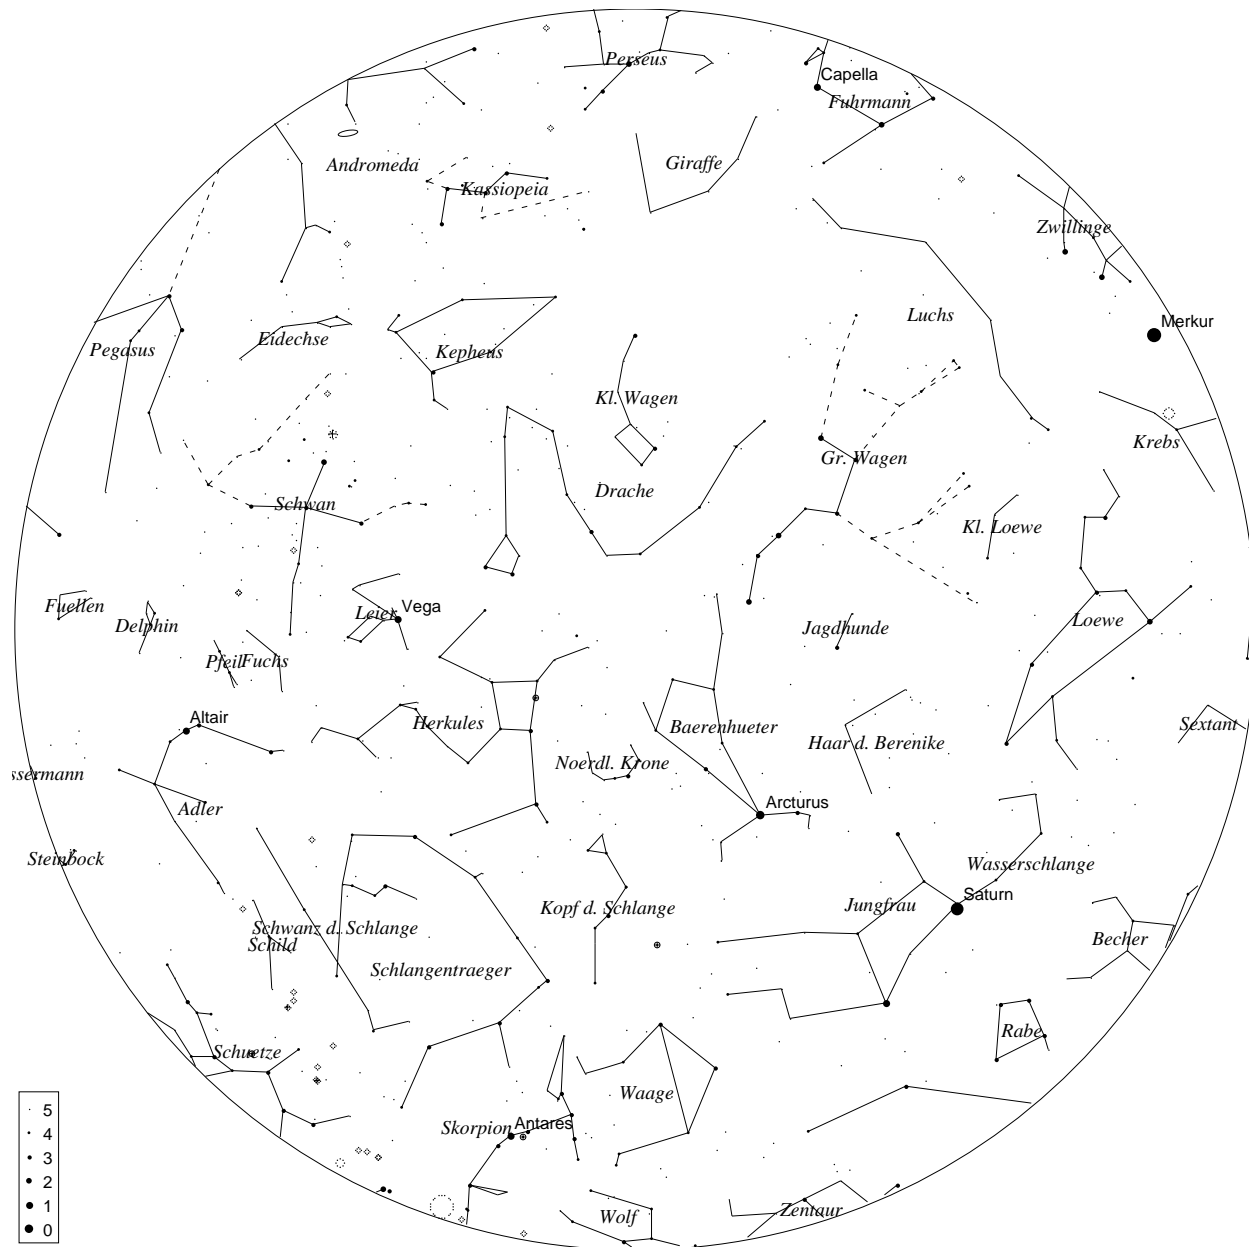 Perseus
Capella
Fuhrmann
Andromeda
Giraffe
Kassiopeia
Zwillinge
Luchs
Merkur
Pegasus
Eidechse
Kepheus
Kl. Wagen
Krebs
Gr. Wagen
Drache
Schwan
Kl. Loewe
Fuellen
Delphin
Leier
Vega
Jagdhunde
Loewe
Pfeil
Fuchs
Altair
Herkules
Baerenhueter
Haar d. Berenike
Sextant
Noerdl. Krone
ssermann
Adler
Arcturus
Steinbock
Wasserschlange
Saturn
Kopf d. Schlange
Jungfrau
Schwanz d. Schlange
Schild
Becher
Schlangentraeger
Rabe
Schuetze
Waage
Skorpion
Antares
Wolf
Zentaur
5
4
3
2
1
0